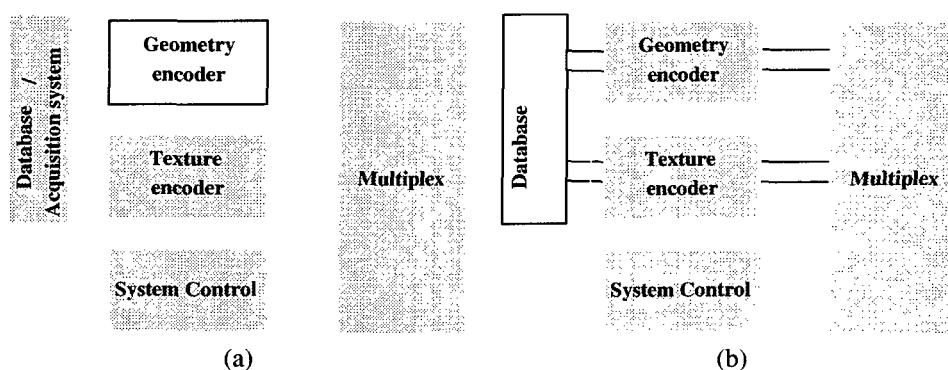 Database /
Acquisition system
Geometry
encoder
Texture
encoder
System Control
Multiplex
(a)
Database
Geometry
encoder
Texture
encoder
System Control
Multiplex
(b)